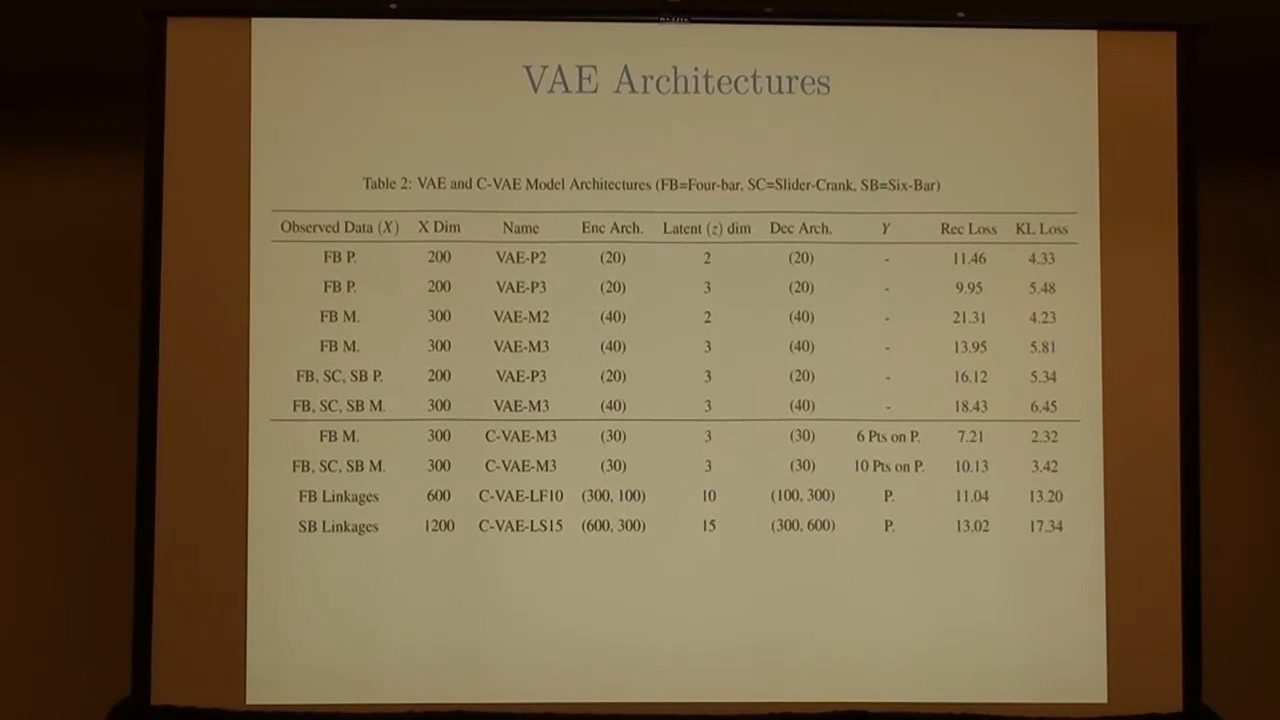 VAE Architectures
Table 2: VAE and C-VAE Model Architectures (FB=Four-bar, SC=Slider-Crank, SB=Six-Bar)
Observed Data (X) X Dim Name Enc Arch. Latent (z) dim Dec Arch. Y Rec Loss KL Loss
FB P. 200 VAE-P2 (20) 2 (20) - 11.46 4.33
FB P. 200 VAE-P3 (20) 3 (20) - 9.95 5.48
FB M. 300 VAE-M2 (40) 2 (40) - 21.31 4.23
FB M. 300 VAE-M3 (40) 3 (40) - 13.95 5.81
FB, SC, SB P. 200 VAE-P3 (20) 3 (20) - 16.12 5.34
FB, SC, SB M. 300 VAE-M3 (40) 3 (40) - 18.43 6.45
FB M. 300 C-VAE-M3 (30) 3 (30) 6 Pts on P. 7.21 2.32
FB, SC, SB M. 300 C-VAE-M3 (30) 3 (30) 10 Pts on P. 10.13 3.42
FB Linkages 600 C-VAE-LF10 (300, 100) 10 (100, 300) P. 11.04 13.20
SB Linkages 1200 C-VAE-LS15 (600, 300) 15 (300, 600) P. 13.02 17.34